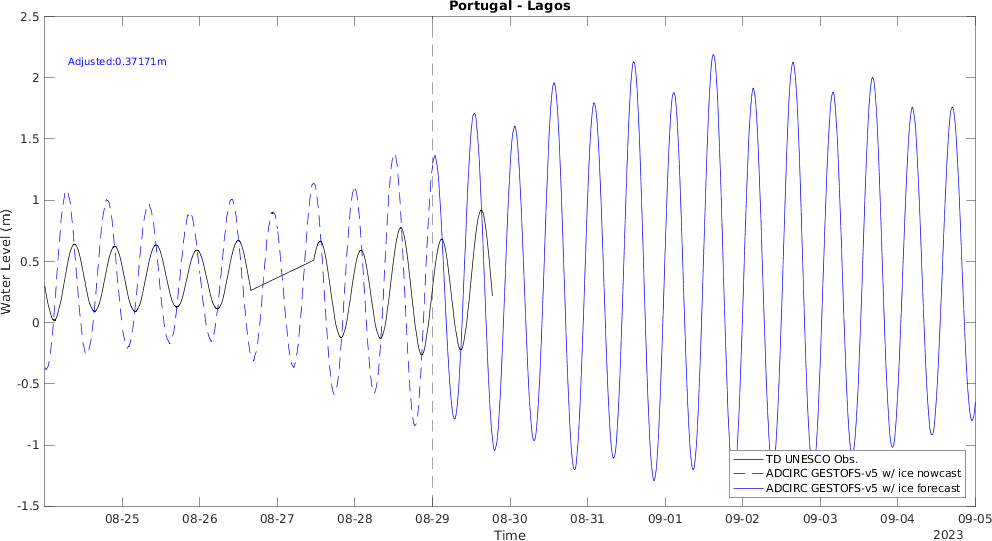 Portugal - Lagos
2.5
Adjusted:0.37171m
2
1.5
1
0.5
0
-0.5
-1
-1.5
Water Level (m)
TD UNESCO Obs.
ADCIRC GESTOFS-v5 w/ ice nowcast
ADCIRC GESTOFS-v5 w/ ice forecast
08-25 08-26 08-27 08-28 08-29 08-30 08-31 09-01 09-02 09-03 09-04 09-05
Time
2023